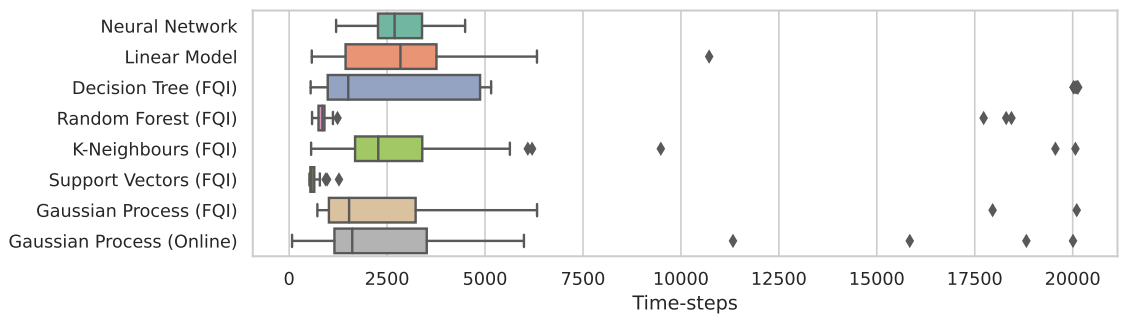 Neural Network
Linear Model
Decision Tree (FQI)
Random Forest (FQI)
K-Neighbours (FQI)
Support Vectors (FQI)
Gaussian Process (FQI)
Gaussian Process (Online)
0 2500 5000 7500 10000 12500 15000 17500 20000
Time-steps